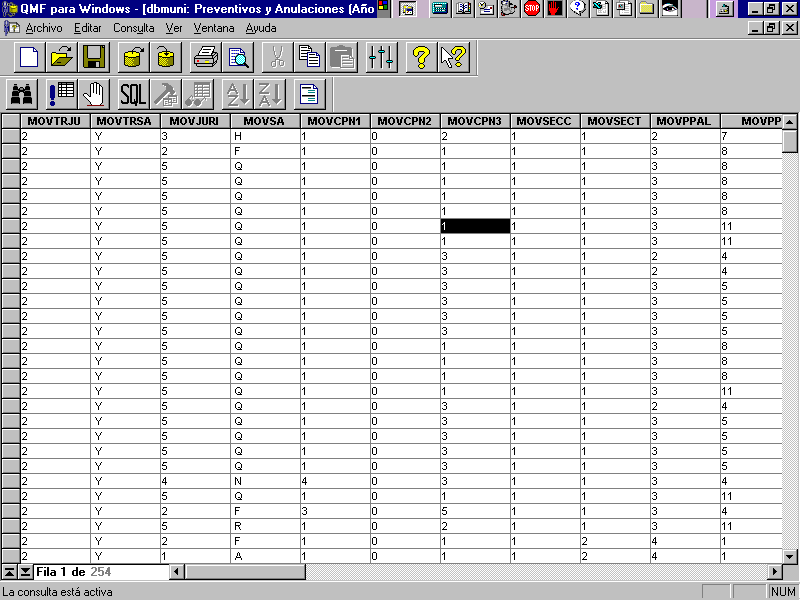 QMF para Windows - [dbmuni: Preventivos y Anulaciones (Año
STOP
Archivo Editar Consulta Ver Ventana Ayuda
SQL A Z Z A
MOVTRJU MOVTRSA MOVJURI MOVSA MOVCPN1 MOVCPN2 MOVCPN3 MOVSECC MOVSECT MOVPPAL MOVPP
2 Y 3 H 1 0 2 1 1 2 7
2 Y 2 F 1 0 1 1 1 3 8
2 Y 5 Q 1 0 1 1 1 3 8
2 Y 5 Q 1 0 1 1 1 3 8
2 Y 5 Q 1 0 1 1 1 3 8
2 Y 5 Q 1 0 1 1 1 3 8
2 Y 5 Q 1 0 1 1 1 3 11
2 Y 5 Q 1 0 1 1 1 3 11
2 Y 5 Q 1 0 3 1 1 2 4
2 Y 5 Q 1 0 3 1 1 2 4
2 Y 5 Q 1 0 3 1 1 3 5
2 Y 5 Q 1 0 3 1 1 3 5
2 Y 5 Q 1 0 3 1 1 3 5
2 Y 5 Q 1 0 3 1 1 3 5
2 Y 5 Q 1 0 1 1 1 3 8
2 Y 5 Q 1 0 1 1 1 3 8
2 Y 5 Q 1 0 1 1 1 3 8
2 Y 5 Q 1 0 1 1 1 3 11
2 Y 5 Q 1 0 3 1 1 2 4
2 Y 5 Q 1 0 3 1 1 3 5
2 Y 5 Q 1 0 3 1 1 3 5
2 Y 5 Q 1 0 3 1 1 3 5
2 Y 5 Q 1 0 3 1 1 3 5
2 Y 4 N 4 0 3 1 1 3 4
2 Y 5 Q 1 0 1 1 1 3 11
2 Y 2 F 3 0 5 1 1 3 4
2 Y 5 R 1 0 2 1 1 3 11
2 Y 2 F 1 0 1 1 2 4 1
2 Y 1 A 1 0 1 1 2 4 1
Fila 1 de 254
La consulta está activa NUM